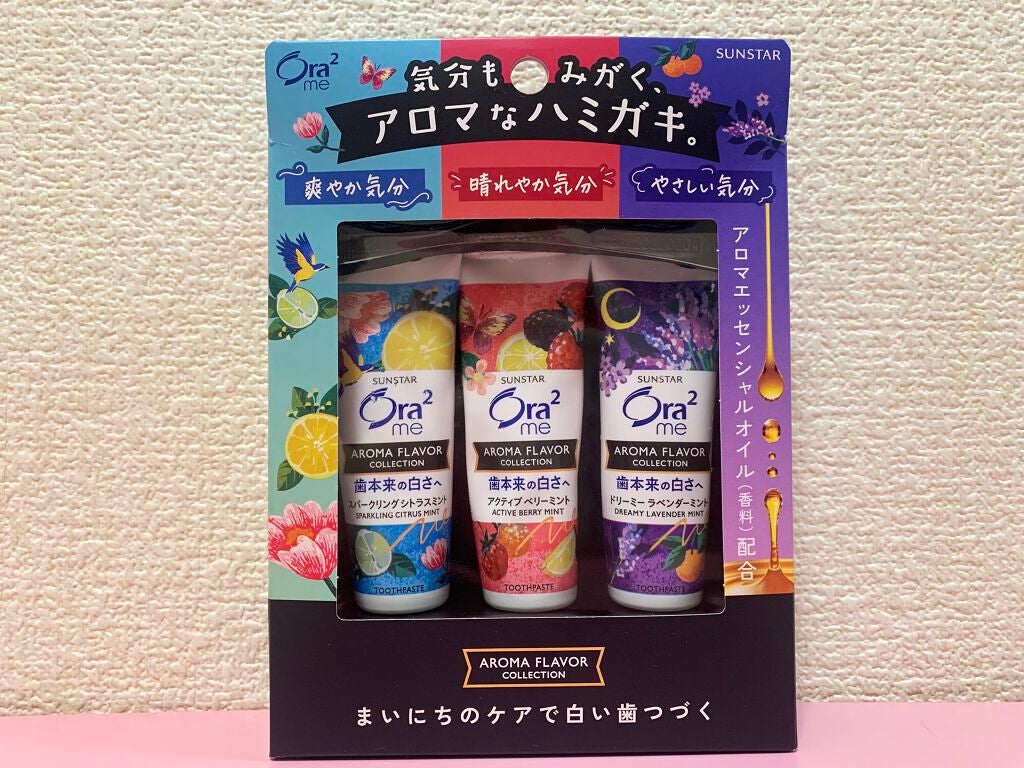 Ora2
me
SUNSTAR
気分もみがく、
アロマなハミガキ。
爽やか気分
晴れやか気分
やさしい気分
アロマエッセンシャルオイル(香料)配合
SUNSTAR
Ora2
me
AROMA FLAVOR
COLLECTION
歯本来の白さへ
スパークリング シトラスミント
SPARKLING CITRUS MINT
TOOTHPASTE
SUNSTAR
Ora2
me
AROMA FLAVOR
COLLECTION
歯本来の白さへ
アクティブ ベリーミント
ACTIVE BERRY MINT
TOOTHPASTE
SUNSTAR
Ora2
me
AROMA FLAVOR
COLLECTION
歯本来の白さへ
ドリーミー ラベンダーミント
DREAMY LAVENDER MINT
TOOTHPASTE
AROMA FLAVOR
COLLECTION
まいにちのケアで白い歯つづく